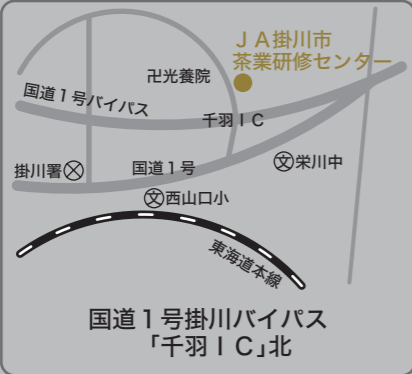 JA掛川市
茶業研修センター
卍光養院
国道1号バイパス
千羽IC
掛川署
国道1号
文栄川中
文西山口小
東海道本線
国道1号掛川バイパス
「千羽IC」北